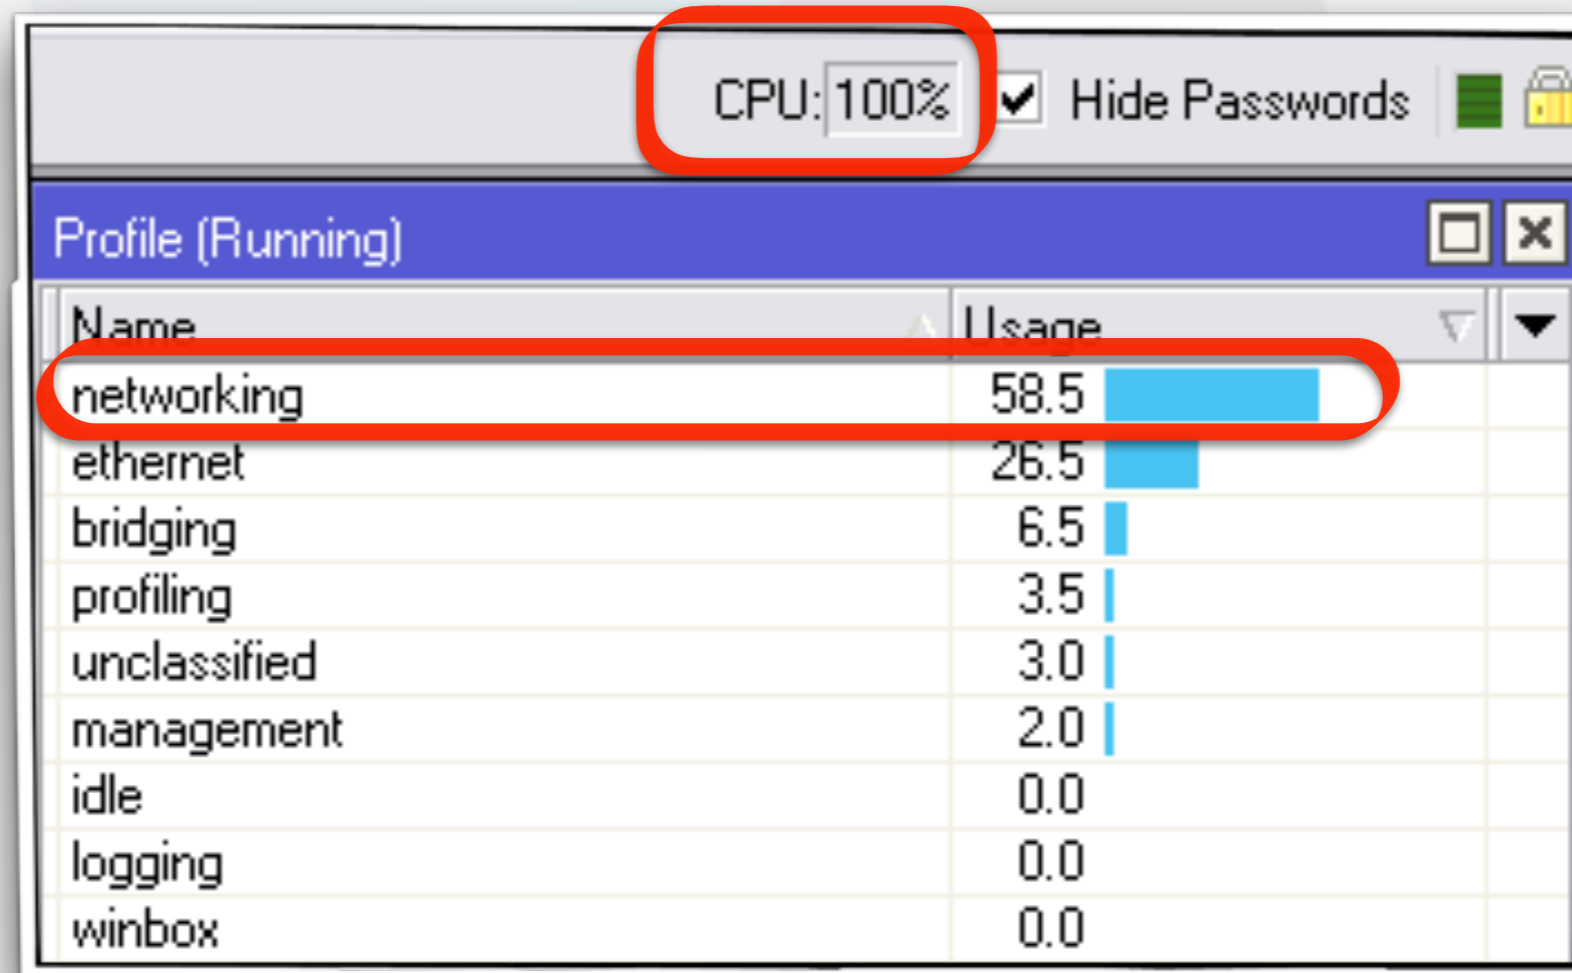 CPU: 100% Hide Passwords
Profile (Running)
Name Usage
networking 58.5
ethernet 26.5
bridging 6.5
profiling 3.5
unclassified 3.0
management 2.0
idle 0.0
logging 0.0
winbox 0.0